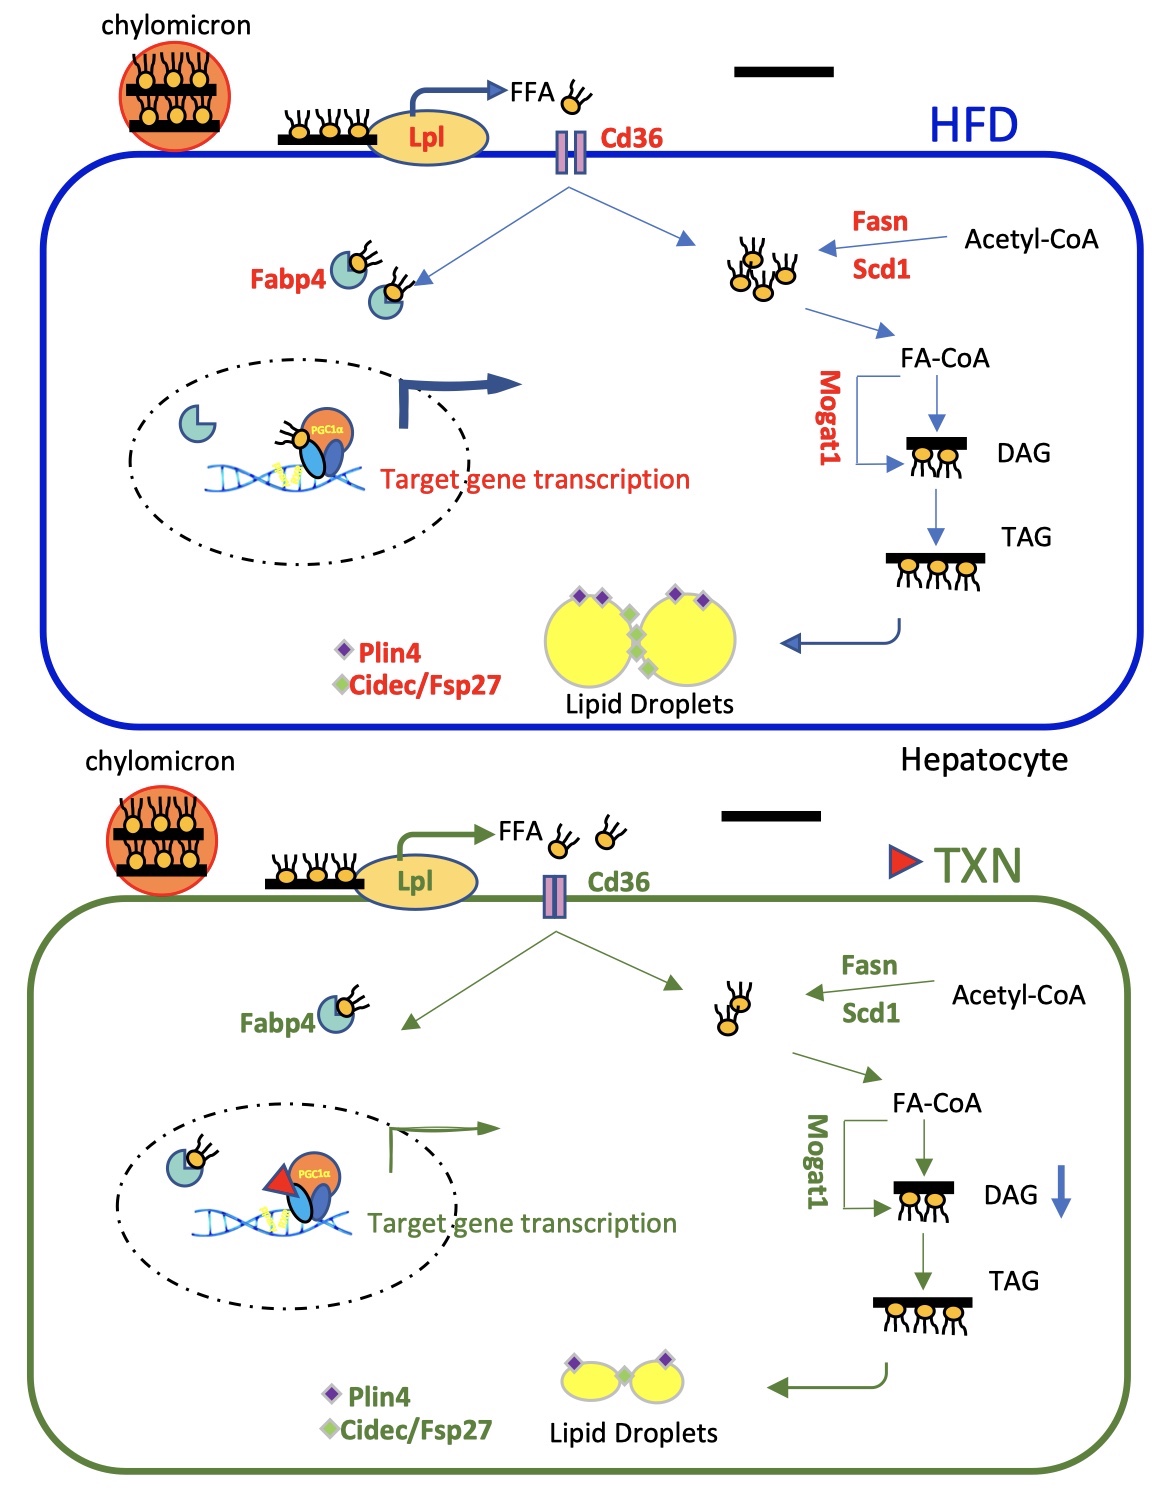 chylomicron
FFA
HFD
Lpl
Cd36
Fasn
Acetyl-CoA
Scd1
Fabp4
FA-CoA
Mogat1
PGC1α
DAG
Target gene transcription
TAG
Plin4
Cidec/Fsp27
Lipid Droplets
Hepatocyte
chylomicron
FFA
TXN
Lpl
Cd36
Fasn
Acetyl-CoA
Scd1
Fabp4
FA-CoA
Mogat1
PGC1α
DAG
Target gene transcription
TAG
Plin4
Cidec/Fsp27
Lipid Droplets